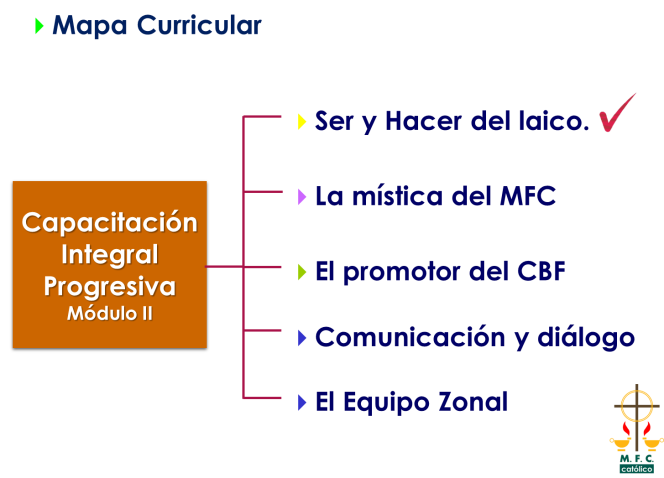 Mapa Curricular
Ser y Hacer del laico.
La mística del MFC
Capacitación
Integral
Progresiva
Módulo II
El promotor del CBF
Comunicación y diálogo
El Equipo Zonal
M. F. C.
católico